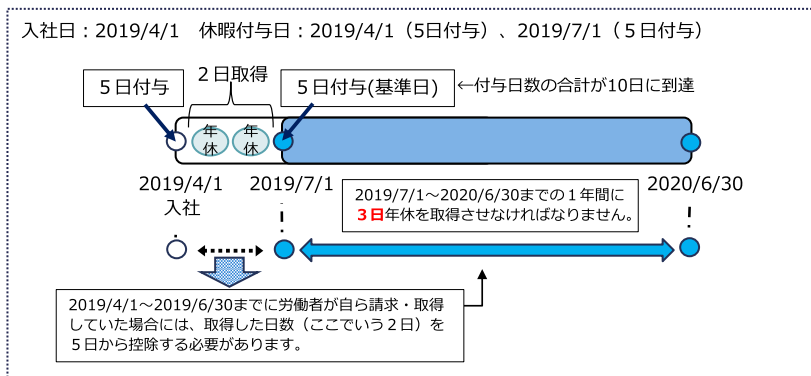 入社日：2019/4/1　休暇付与日：2019/4/1（5日付与）、2019/7/1（５日付与）
２日取得
５日付与
５日付与(基準日)
←付与日数の合計が10日に到達
年休
年休
2019/4/1
入社
2019/7/1
2020/6/30
2019/7/1～2020/6/30までの１年間に
３日年休を取得させなければなりません。
2019/4/1～2019/6/30までに労働者が自ら請求・取得
していた場合には、取得した日数（ここでいう２日）を
５日から控除する必要があります。